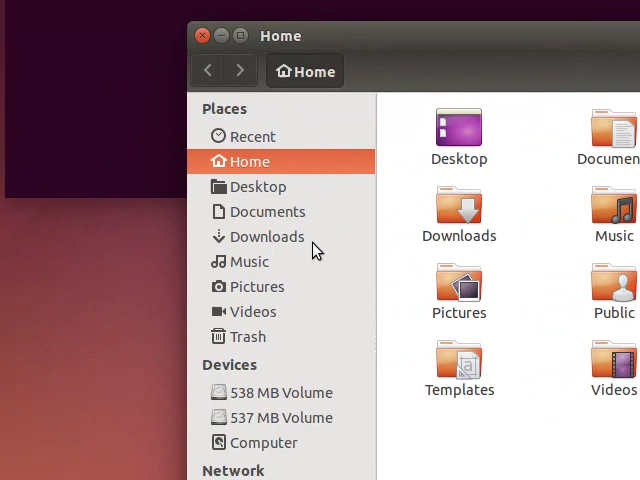 Home
Home
Places
Recent
Home
Desktop
Documents
Downloads
Music
Pictures
Videos
Trash
Devices
538 MB Volume
537 MB Volume
Computer
Network
Desktop
Documen
Downloads
Music
Pictures
Public
Templates
Videos